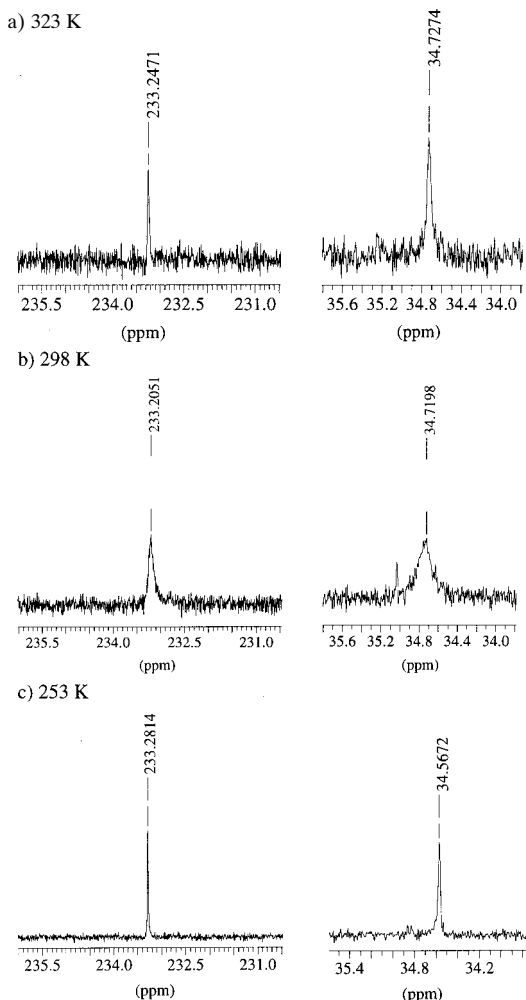 a) 323 K
233.2471
34.7274
235.5 234.0 232.5 231.0
(ppm)
35.6 35.2 34.8 34.4 34.0
(ppm)
b) 298 K
233.2051
34.7198
235.5 234.0 232.5 231.0
(ppm)
35.6 35.2 34.8 34.4 34.0
(ppm)
c) 253 K
233.2814
34.5672
235.5 234.0 232.5 231.0
(ppm)
35.4 34.8 34.2
(ppm)